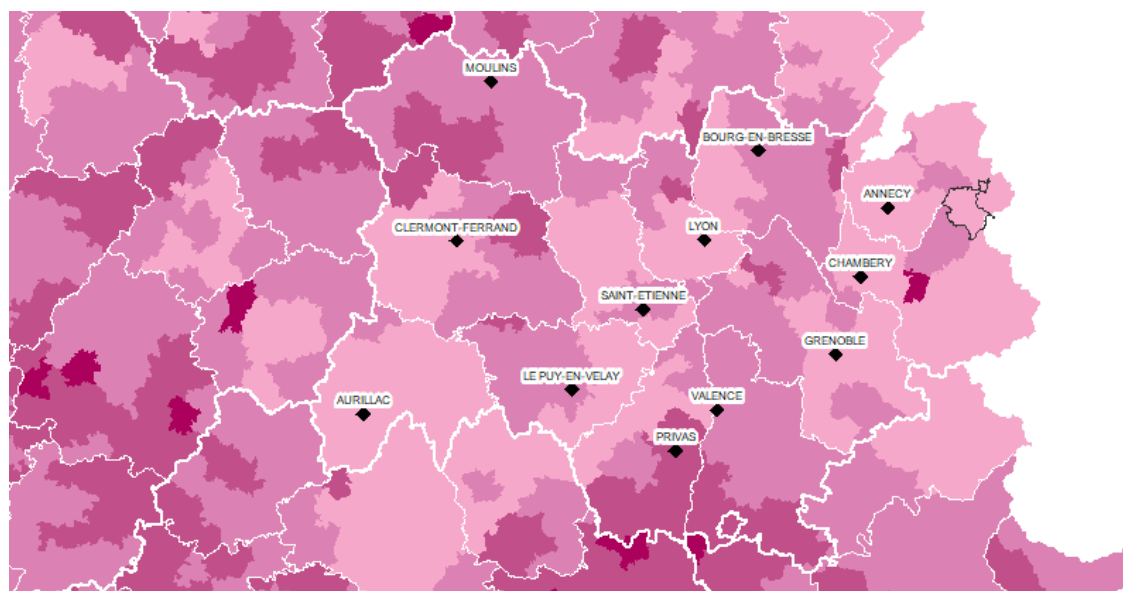 MOULINS
BOURG-EN-BRESSE
ANNECY
CLERMONT-FERRAND
LYON
CHAMBERY
SAINT-ETIENNE
GRENOBLE
LE PUY-EN-VELAY
AURILLAC
VALENCE
PRIVAS